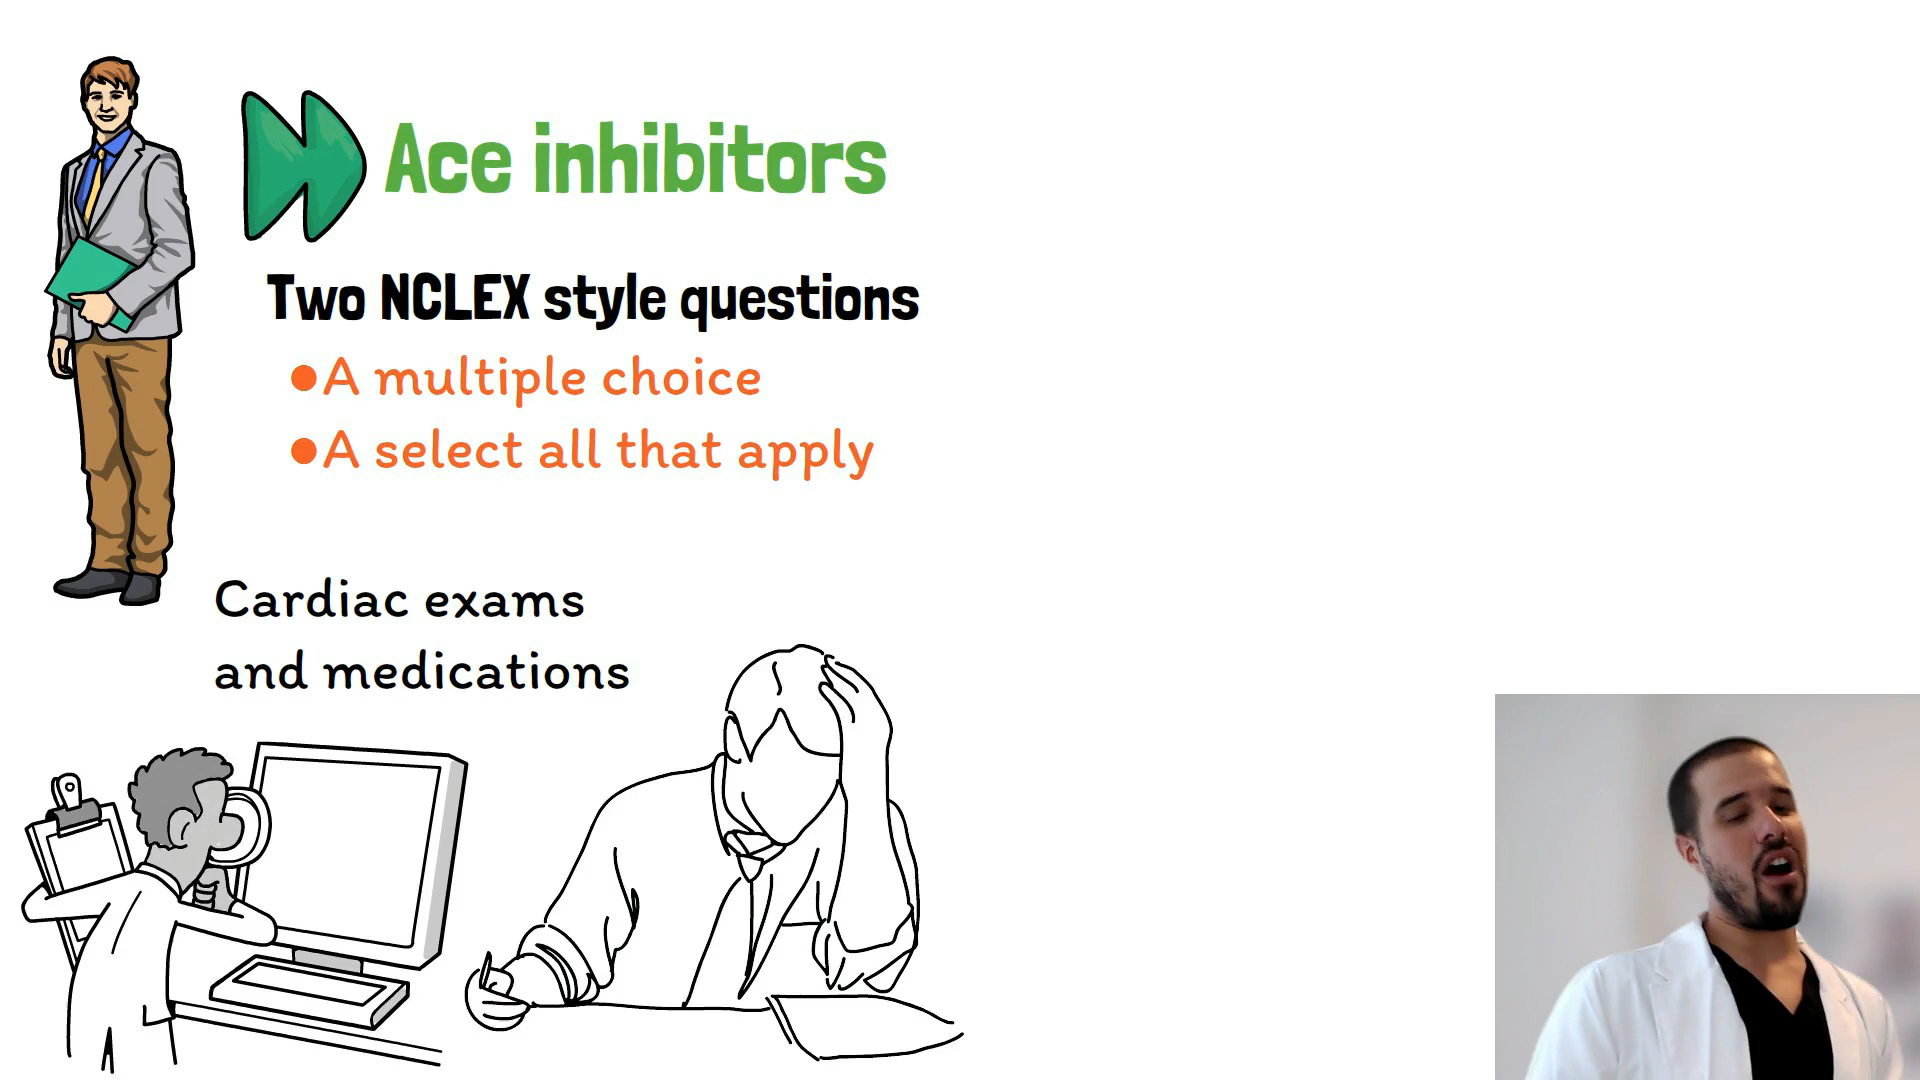 Ace inhibitors
Two NCLEX style questions
●A multiple choice
●A select all that apply
Cardiac exams
and medications